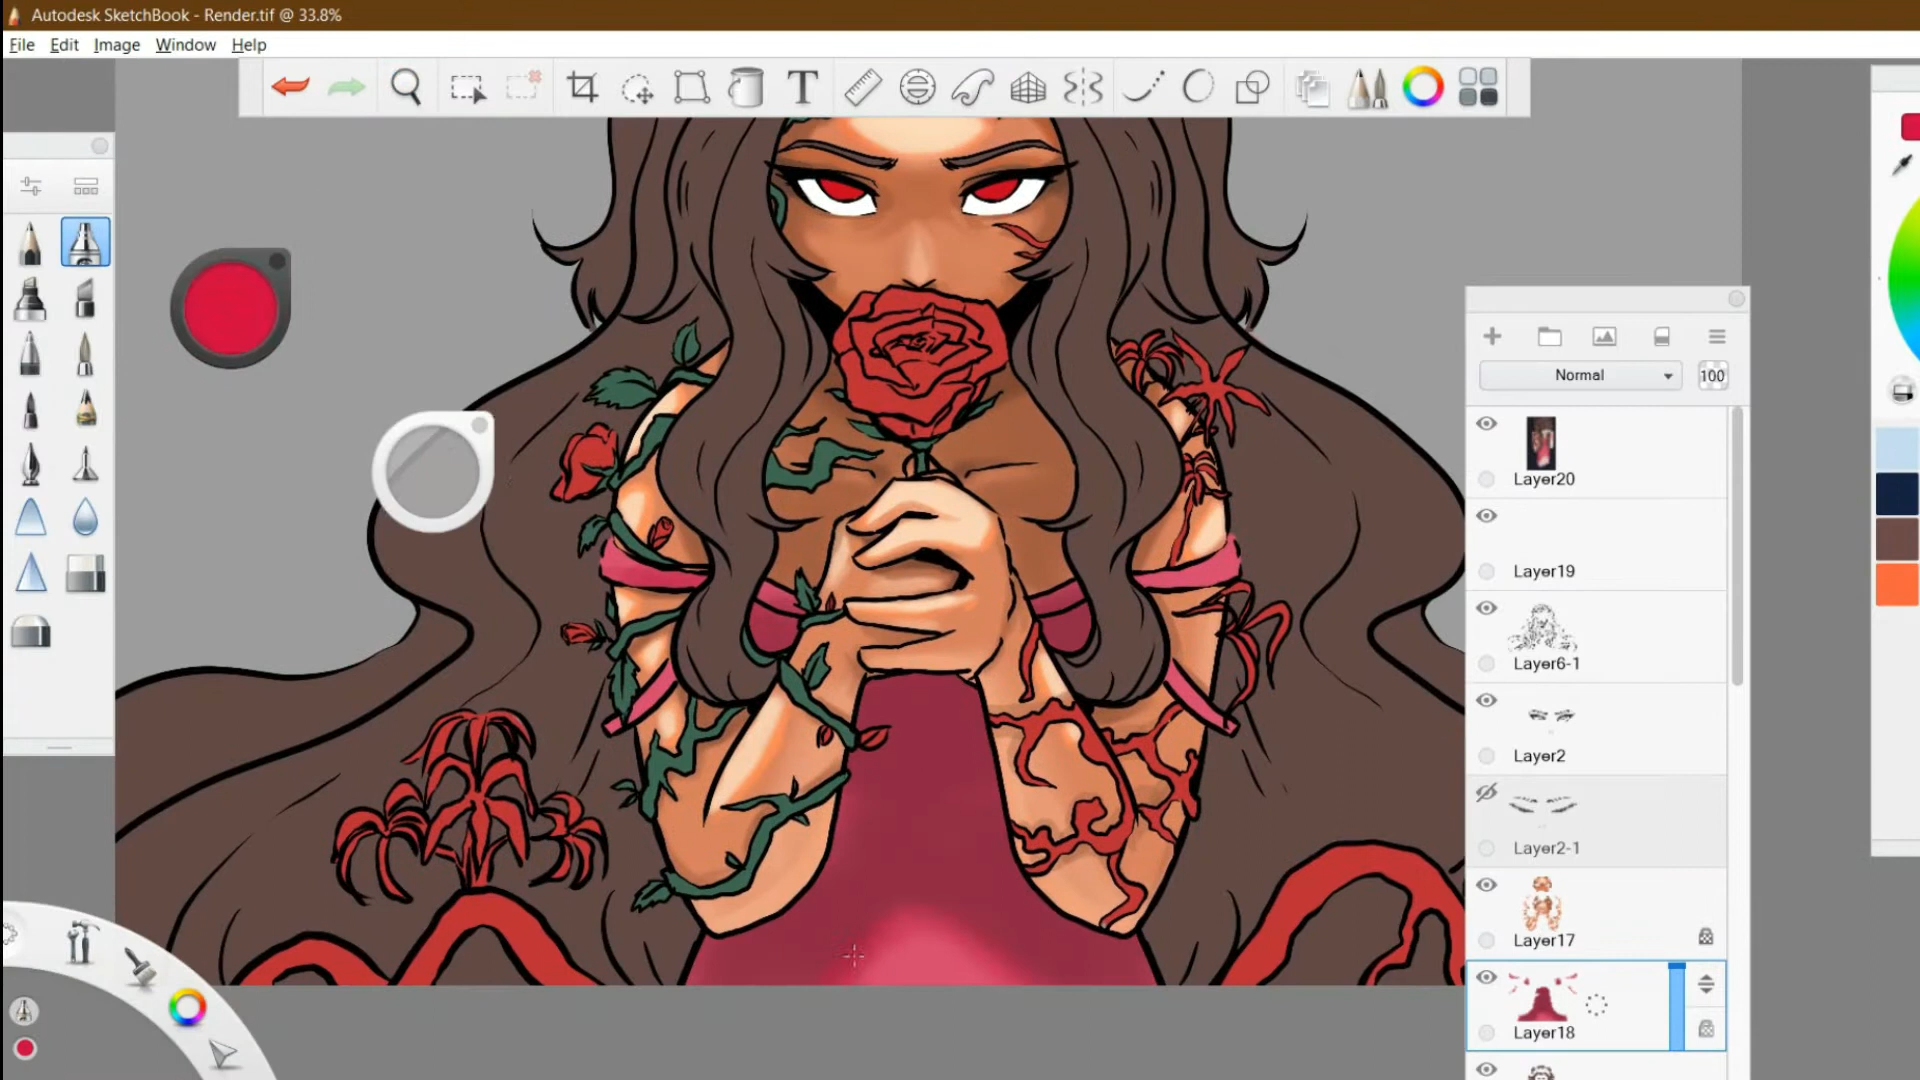 Autodesk SketchBook - Render.tif @ 33.8%
File Edit Image Window Help
T
Normal 100
Layer20
Layer19
Layer6-1
Layer2
Layer2-1
Layer17
Layer18